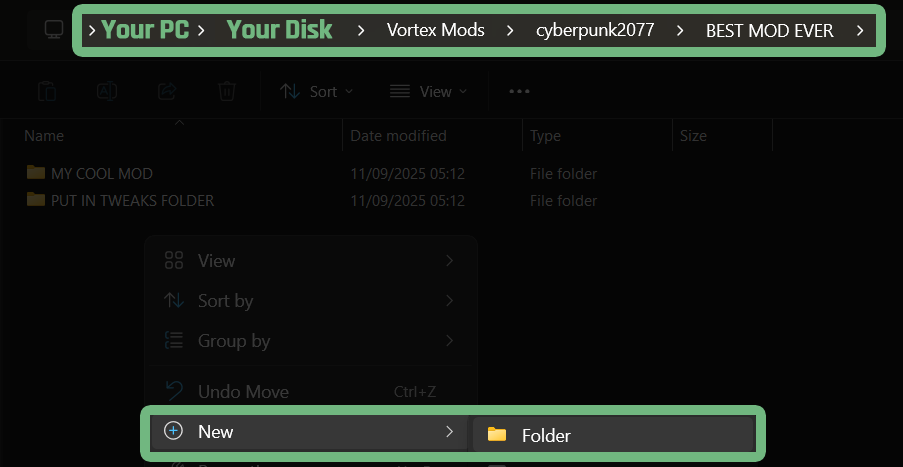 Your PC Your Disk Vortex Mods cyberpunk2077 BEST MOD EVER
Sort View
Name Date modified Type Size
MY COOL MOD 11/09/2025 05:12 File folder
PUT IN TWEAKS FOLDER 11/09/2025 05:12 File folder
View
Sort by
Group by
Undo Move Ctrl+Z
New Folder